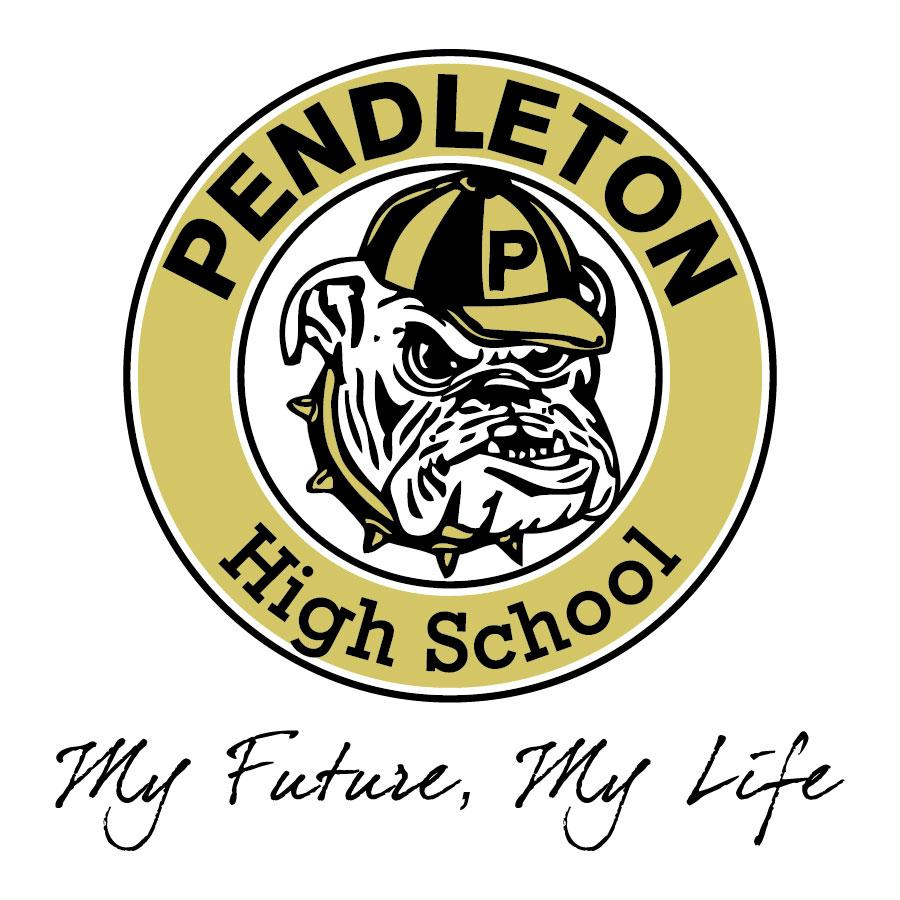 PENDLETON
P
High School
My Future, My Life